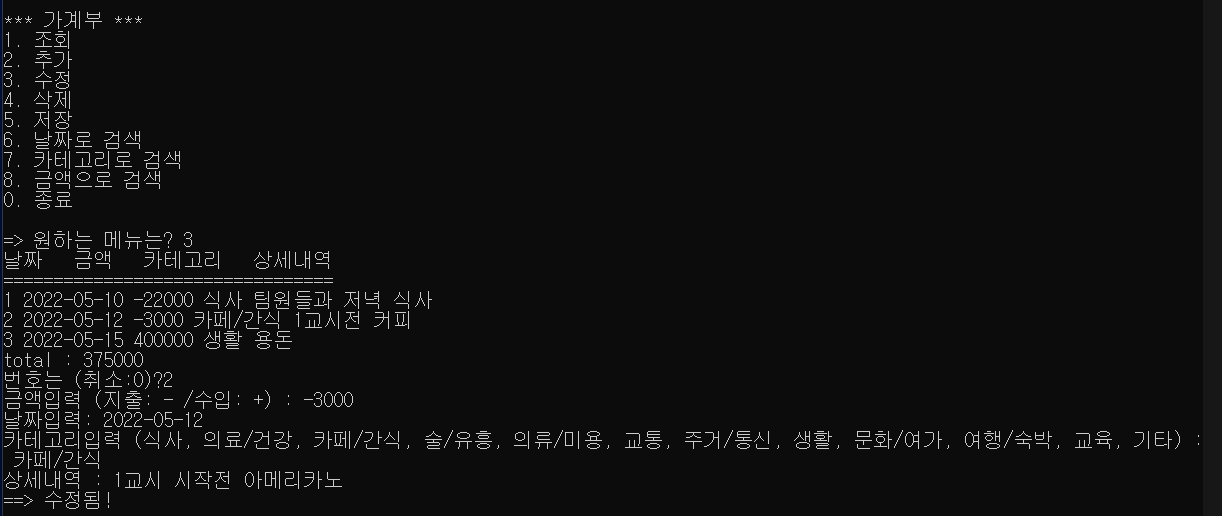 *** 가계부 ***
1. 조회
2. 추가
3. 수정
4. 삭제
5. 저장
6. 날짜로 검색
7. 카테고리로 검색
8. 금액으로 검색
0. 종료
=> 원하는 메뉴는? 3
날짜   금액   카테고리   상세내역
=================================
1 2022-05-10 -22000 식사 팀원들과 저녁 식사
2 2022-05-12 -3000 카페/간식 1교시전 커피
3 2022-05-15 400000 생활 용돈
total : 375000
번호는 (취소:0)?2
금액입력 (지출: - /수입: +) : -3000
날짜입력: 2022-05-12
카테고리입력 (식사, 의료/건강, 카페/간식, 술/유흥, 의류/미용, 교통, 주거/통신, 생활, 문화/여가, 여행/숙박, 교육, 기타) :
카페/간식
상세내역 : 1교시 시작전 아메리카노
==> 수정됨!